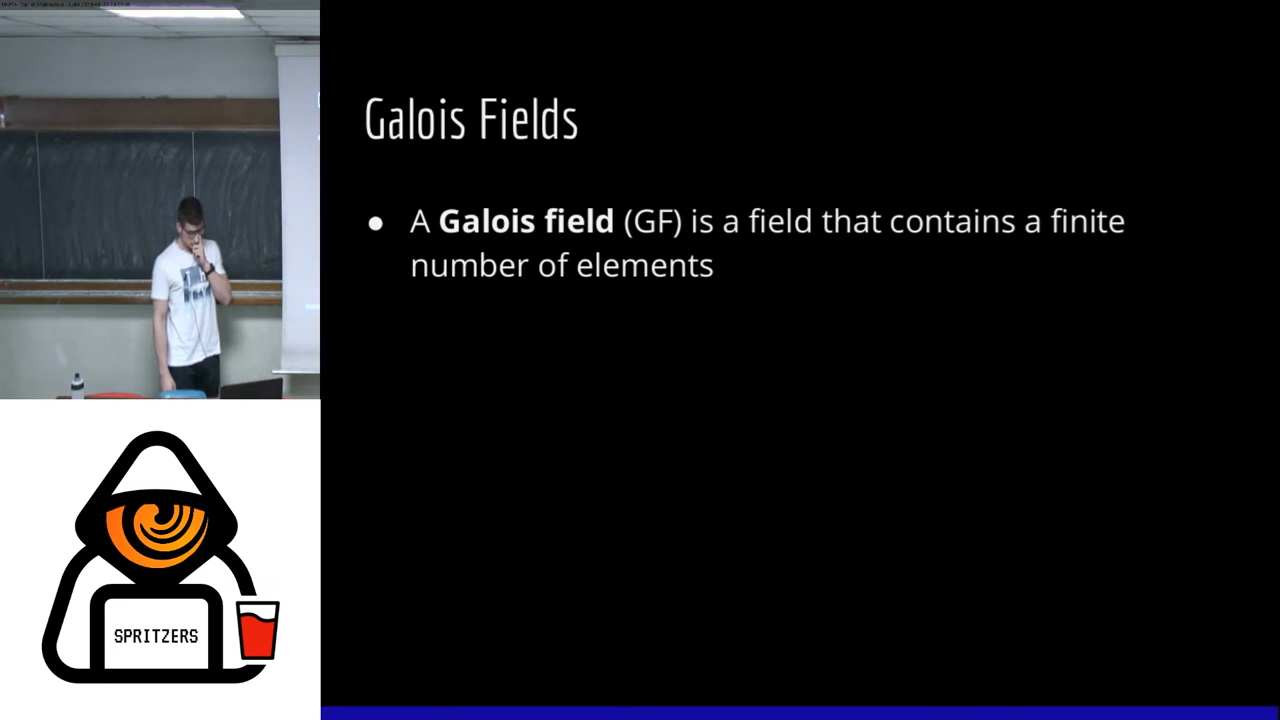 Galois Fields
● A Galois field (GF) is a field that contains a finite
number of elements
SPRITZERS